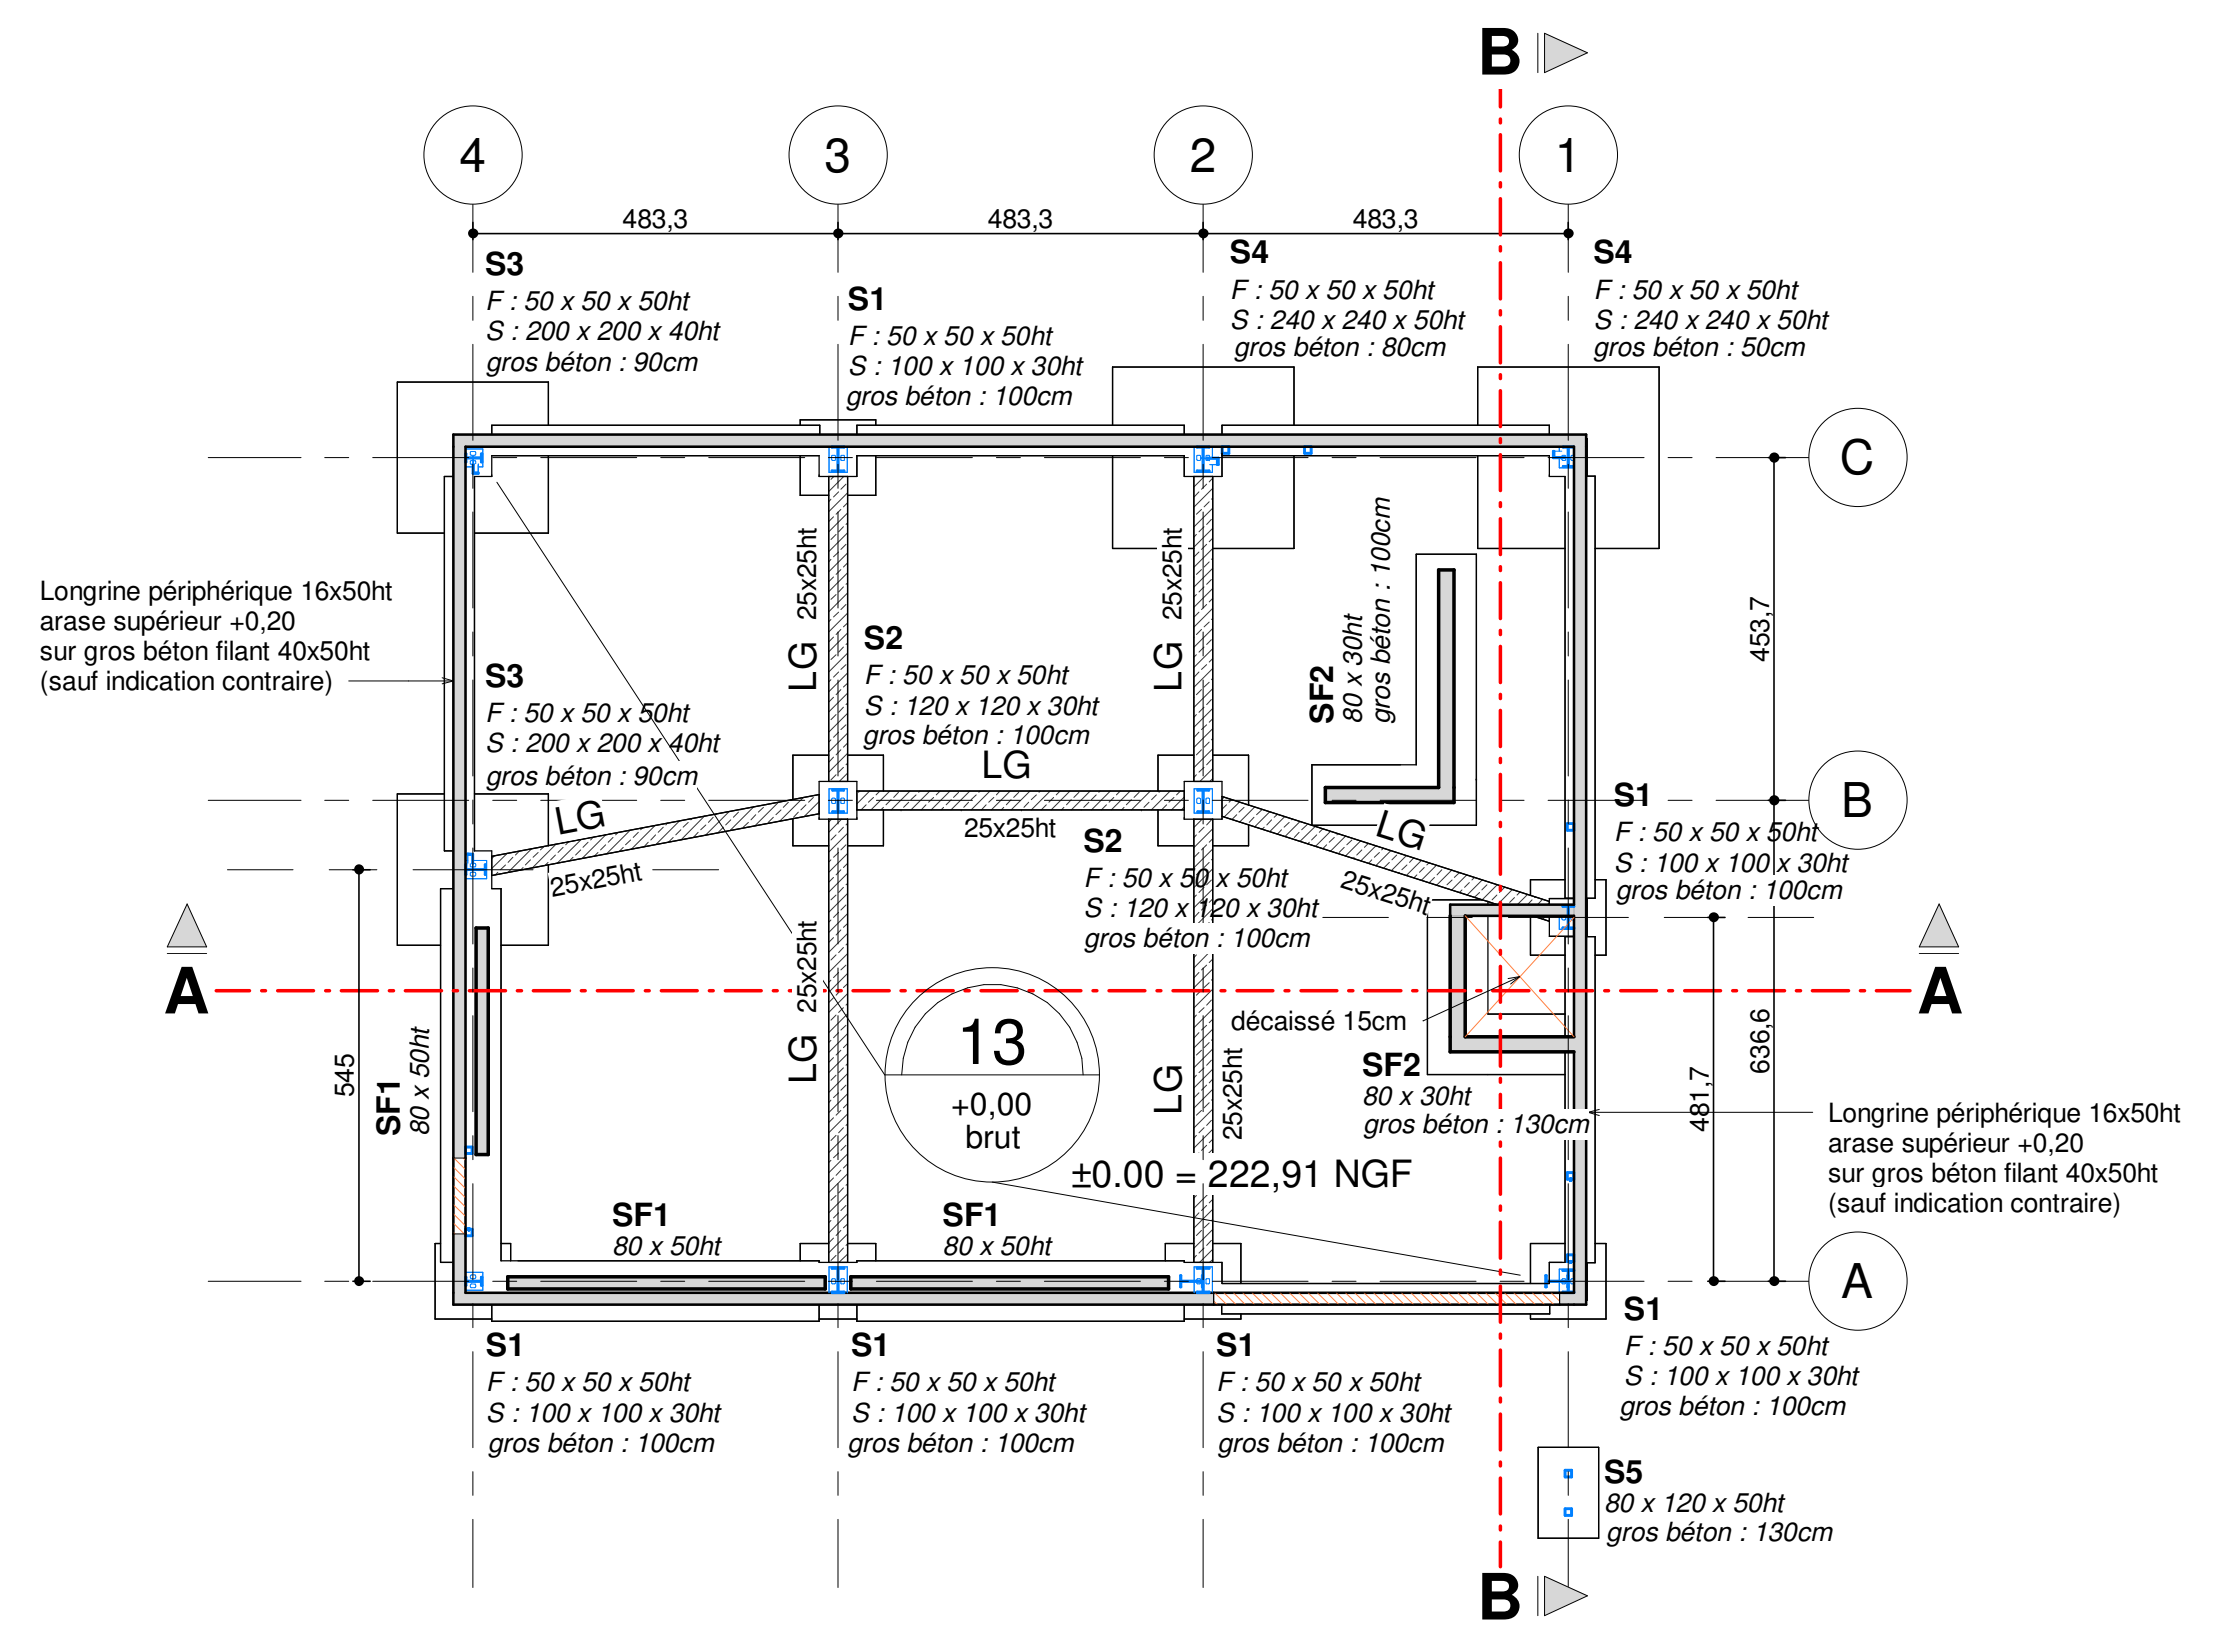 B
4
3
2
1
483,3
483,3
483,3
S3
F : 50 x 50 x 50ht
S : 200 x 200 x 40ht
gros béton : 90cm
S1
F : 50 x 50 x 50ht
S : 100 x 100 x 30ht
gros béton : 100cm
S4
F : 50 x 50 x 50ht
S : 240 x 240 x 50ht
gros béton : 80cm
S4
F : 50 x 50 x 50ht
S : 240 x 240 x 50ht
gros béton : 50cm
C
Longrine périphérique 16x50ht
arase supérieur +0,20
sur gros béton filant 40x50ht
(sauf indication contraire)
LG
25x25ht
LG
25x25ht
SF2
80 x 30ht
gros béton : 100cm
453,7
S3
F : 50 x 50 x 50ht
S : 200 x 200 x 40ht
gros béton : 90cm
S2
F : 50 x 50 x 50ht
S : 120 x 120 x 30ht
gros béton : 100cm
LG
25x25ht
LG
25x25ht
LG
25x25ht
S2
F : 50 x 50 x 50ht
S : 120 x 120 x 30ht
gros béton : 100cm
S1
F : 50 x 50 x 50ht
S : 100 x 100 x 30ht
gros béton : 100cm
B
A
A
545
SF1
80 x 50ht
LG
25x25ht
13
+0,00
brut
LG
25x25ht
décaissé 15cm
SF2
80 x 30ht
gros béton : 130cm
481,7
636,6
±0.00 = 222,91 NGF
Longrine périphérique 16x50ht
arase supérieur +0,20
sur gros béton filant 40x50ht
(sauf indication contraire)
SF1
80 x 50ht
SF1
80 x 50ht
A
S1
F : 50 x 50 x 50ht
S : 100 x 100 x 30ht
gros béton : 100cm
S1
F : 50 x 50 x 50ht
S : 100 x 100 x 30ht
gros béton : 100cm
S1
F : 50 x 50 x 50ht
S : 100 x 100 x 30ht
gros béton : 100cm
S1
F : 50 x 50 x 50ht
S : 100 x 100 x 30ht
gros béton : 100cm
S5
80 x 120 x 50ht
gros béton : 130cm
B